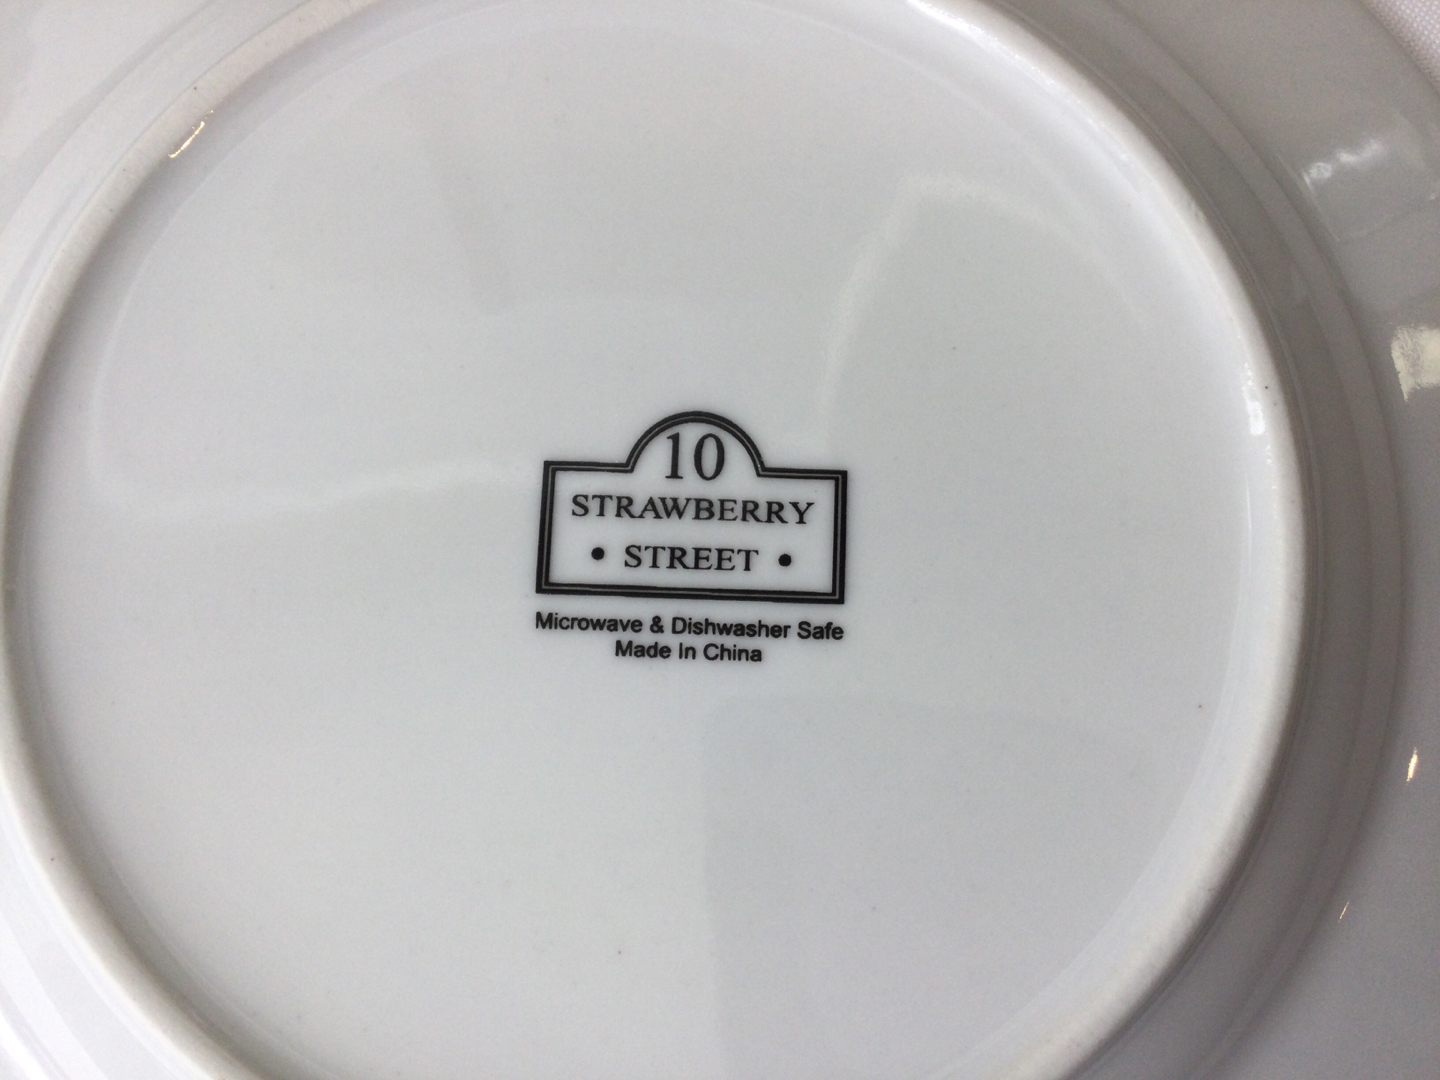 10
STRAWBERRY
• STREET •
Microwave & Dishwasher Safe
Made In China